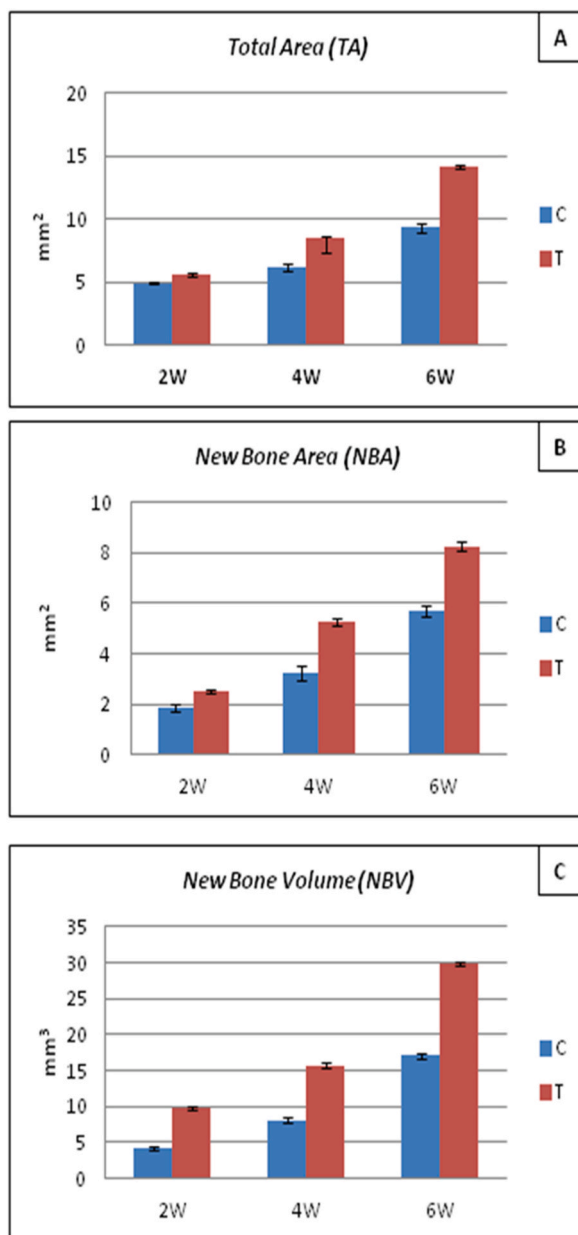 Total Area (TA)
A
20
15
10
5
0
mm²
2W
4W
6W
C
T
New Bone Area (NBA)
B
10
8
6
4
2
0
mm²
2W
4W
6W
C
T
New Bone Volume (NBV)
C
35
30
25
20
15
10
5
0
mm³
2W
4W
6W
C
T